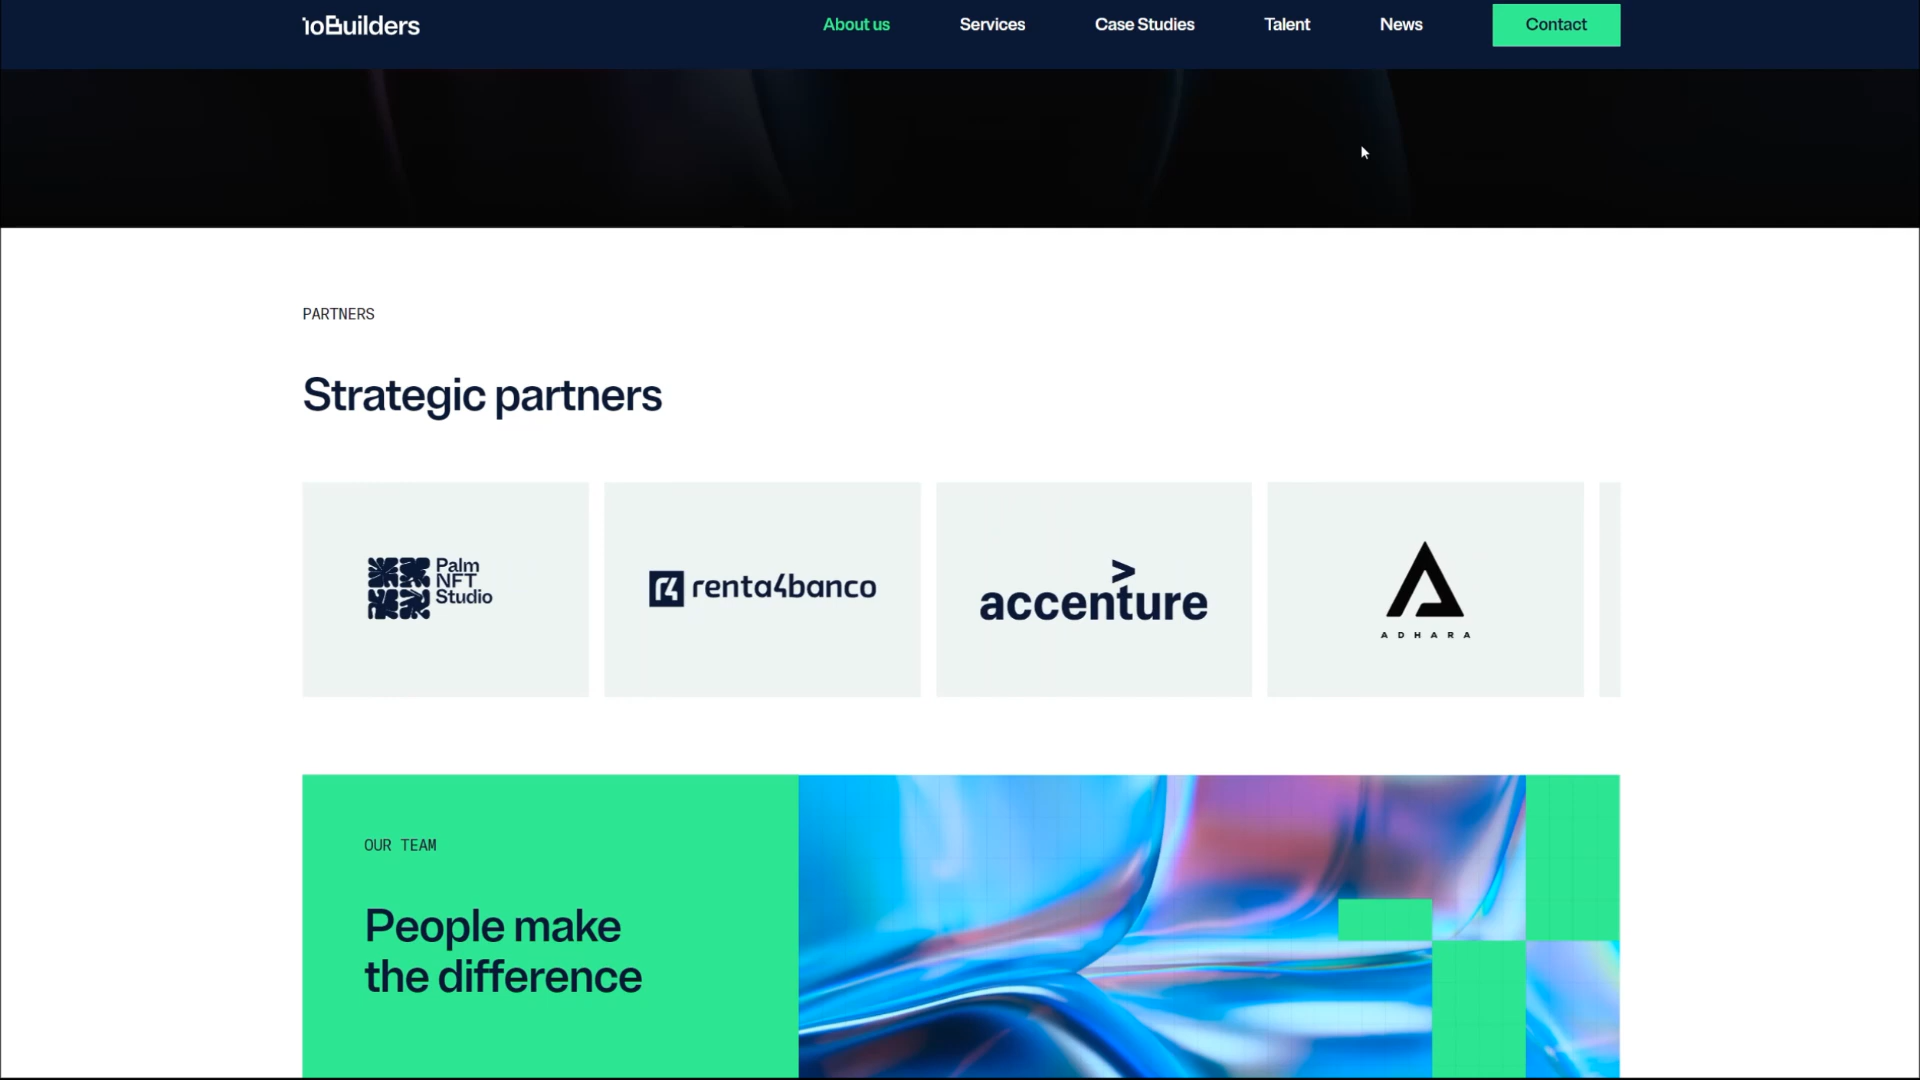 ioBuilders
About us
Services
Case Studies
Talent
News
Contact
PARTNERS
Strategic partners
Palm
NFT
Studio
r4 renta4banco
accenture
ADHARA
OUR TEAM
People make
the difference